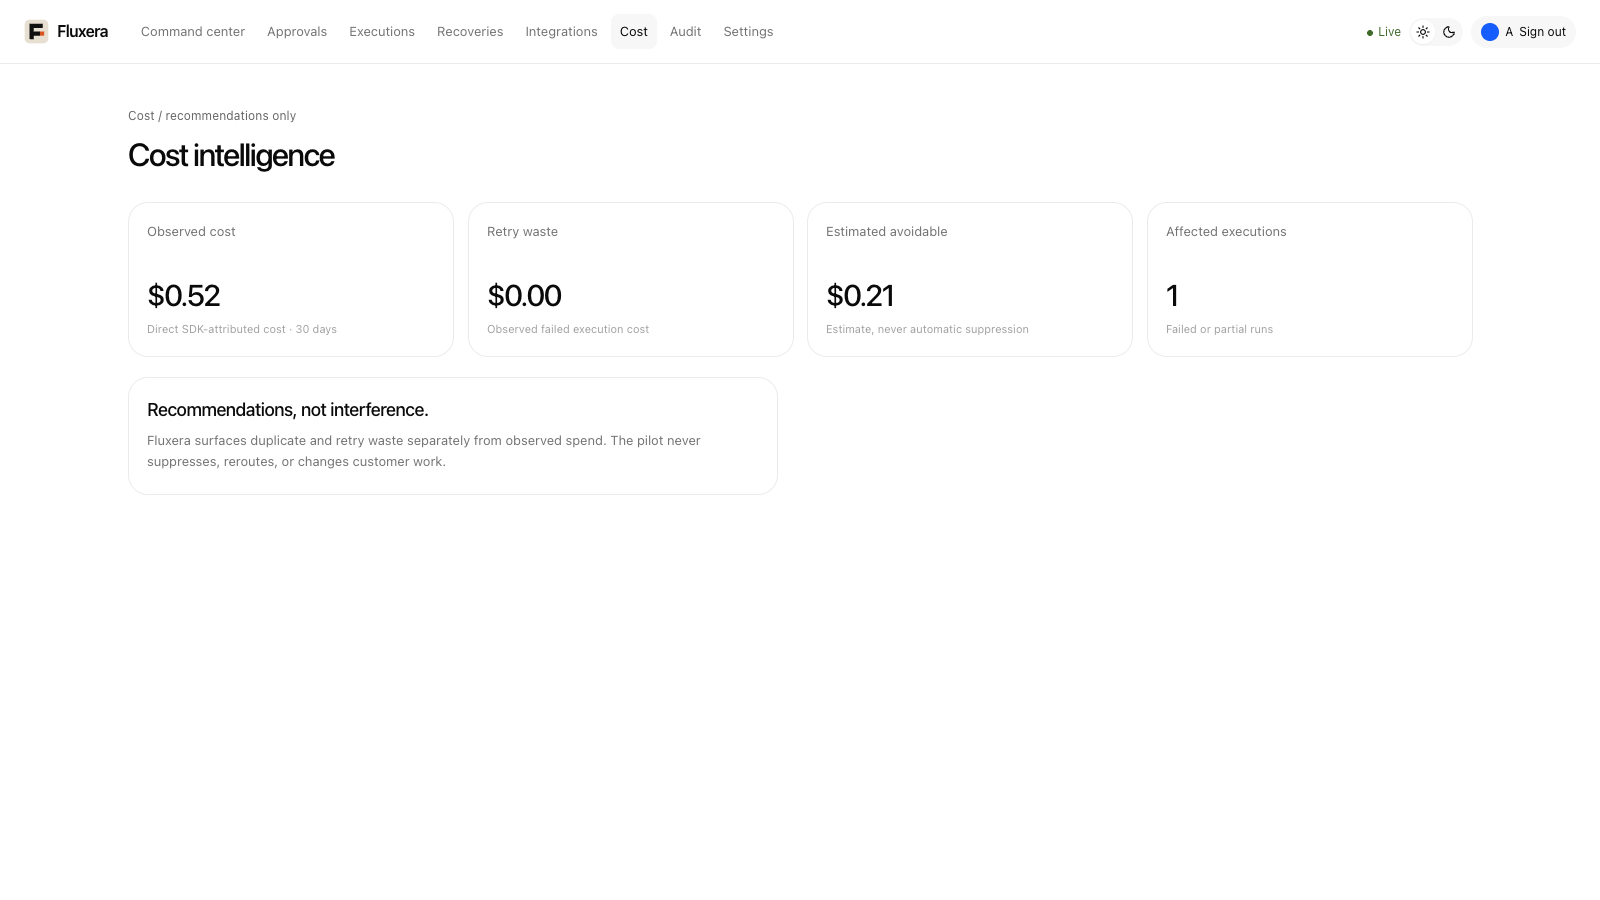 Fluxera
Command center
Approvals
Executions
Recoveries
Integrations
Cost
Audit
Settings
Live
A Sign out
Cost / recommendations only
Cost intelligence
Observed cost
$0.52
Direct SDK-attributed cost · 30 days
Retry waste
$0.00
Observed failed execution cost
Estimated avoidable
$0.21
Estimate, never automatic suppression
Affected executions
1
Failed or partial runs
Recommendations, not interference.
Fluxera surfaces duplicate and retry waste separately from observed spend. The pilot never
suppresses, reroutes, or changes customer work.